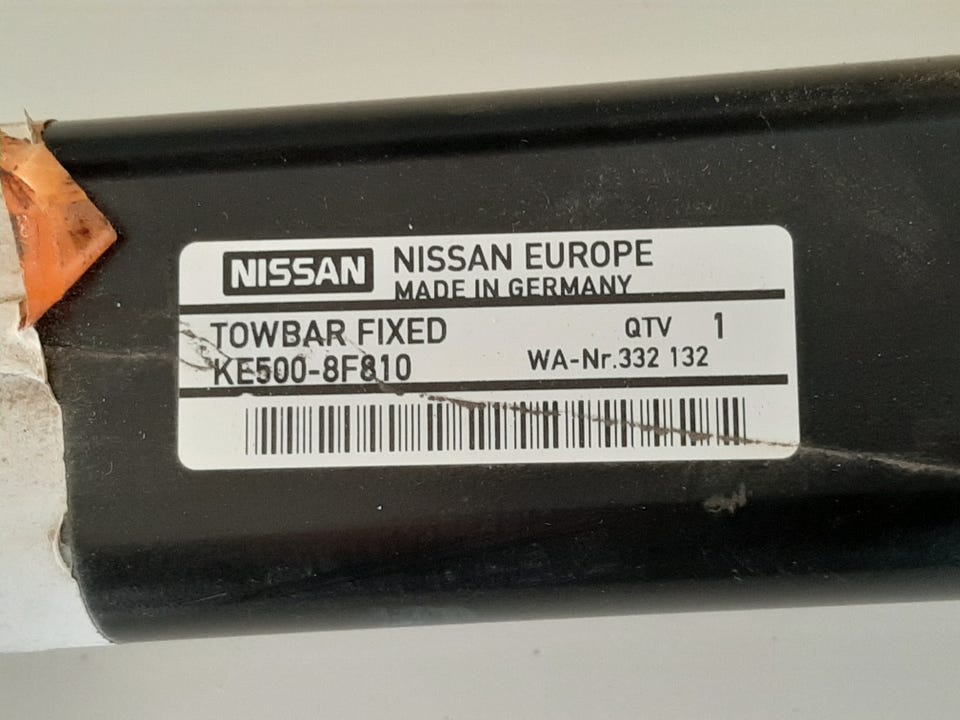 NISSAN NISSAN EUROPE
MADE IN GERMANY
TOWBAR FIXED QTV 1
KE500-8F810 WA-Nr.332 132